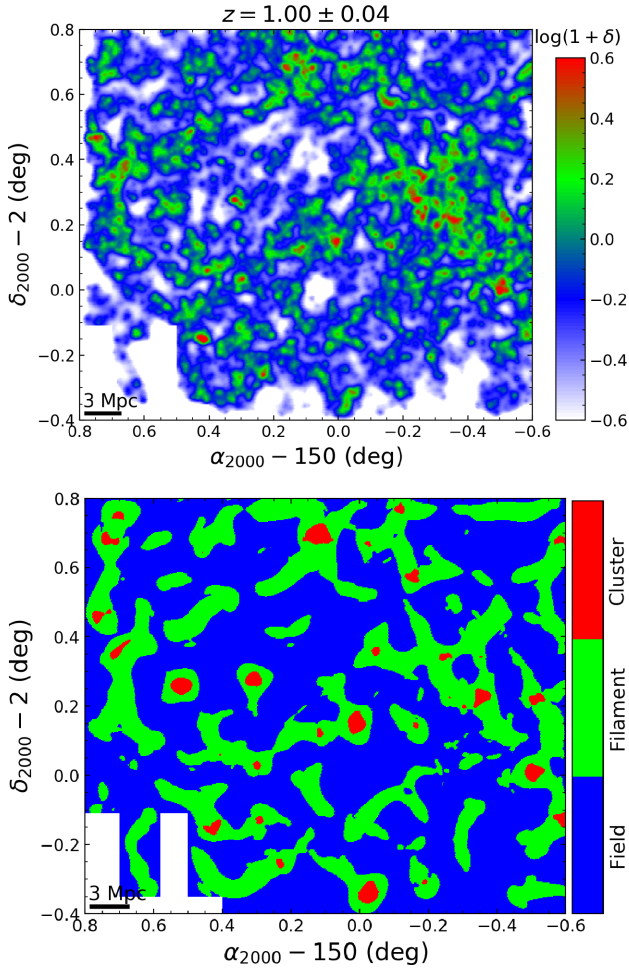 z = 1.00 ± 0.04
log(1 + δ)
0.8
0.6
0.4
0.2
0.0
−0.2
−0.4
δ2000 − 2 (deg)
3 Mpc
0.8 0.6 0.4 0.2 0.0 −0.2 −0.4 −0.6
α2000 − 150 (deg)
0.6
0.4
0.2
0.0
−0.2
−0.4
−0.6
0.8
0.6
0.4
0.2
0.0
−0.2
−0.4
δ2000 − 2 (deg)
3 Mpc
0.8 0.6 0.4 0.2 0.0 −0.2 −0.4 −0.6
α2000 − 150 (deg)
Cluster
Filament
Field